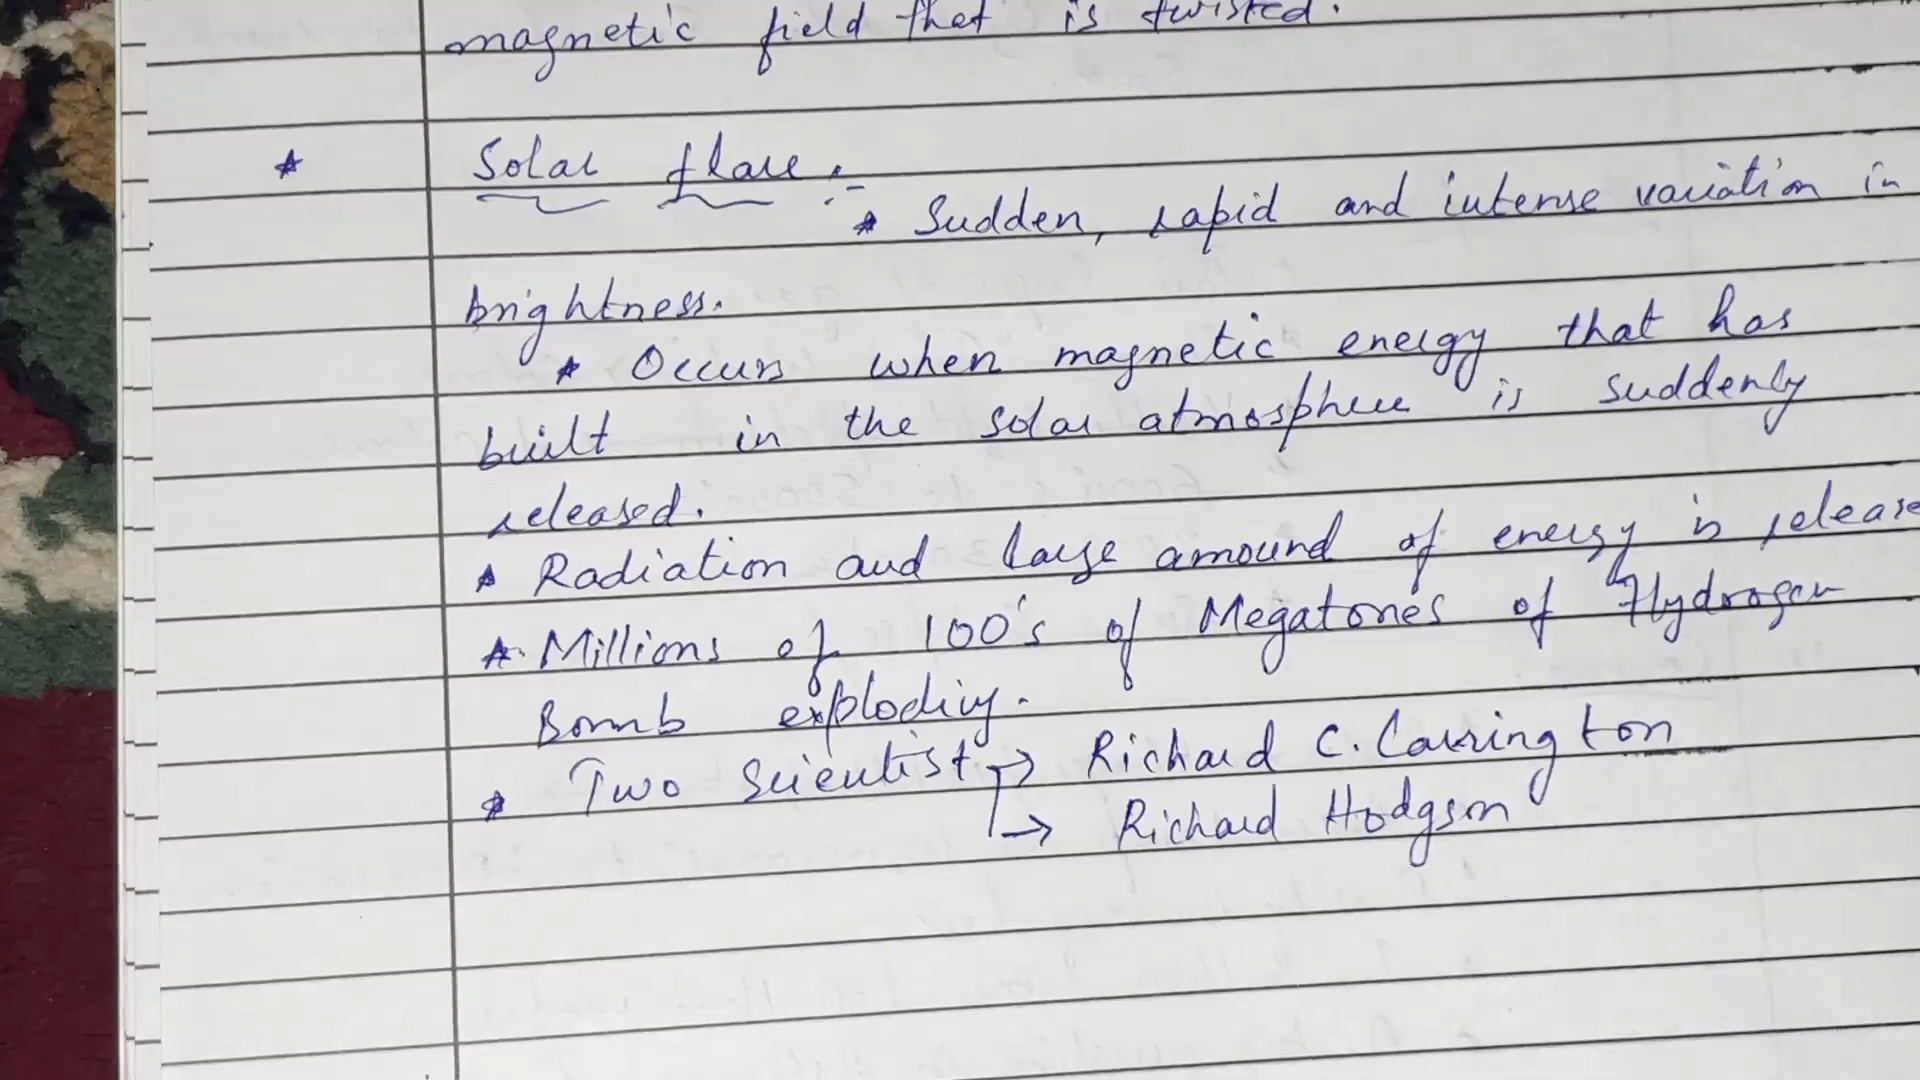 magnetic field that is twisted.
* Solar flare :-
* Sudden, rapid and intense variation in
brightness.
* Occurs when magnetic energy that has
built in the solar atmosphere is suddenly
released.
* Radiation and large amound of energy is release
* Millions of 100's of Megatones of Hydrogen
Bomb exploding.
* Two Scientist → Richard C. Carrington
→ Richard Hodgson